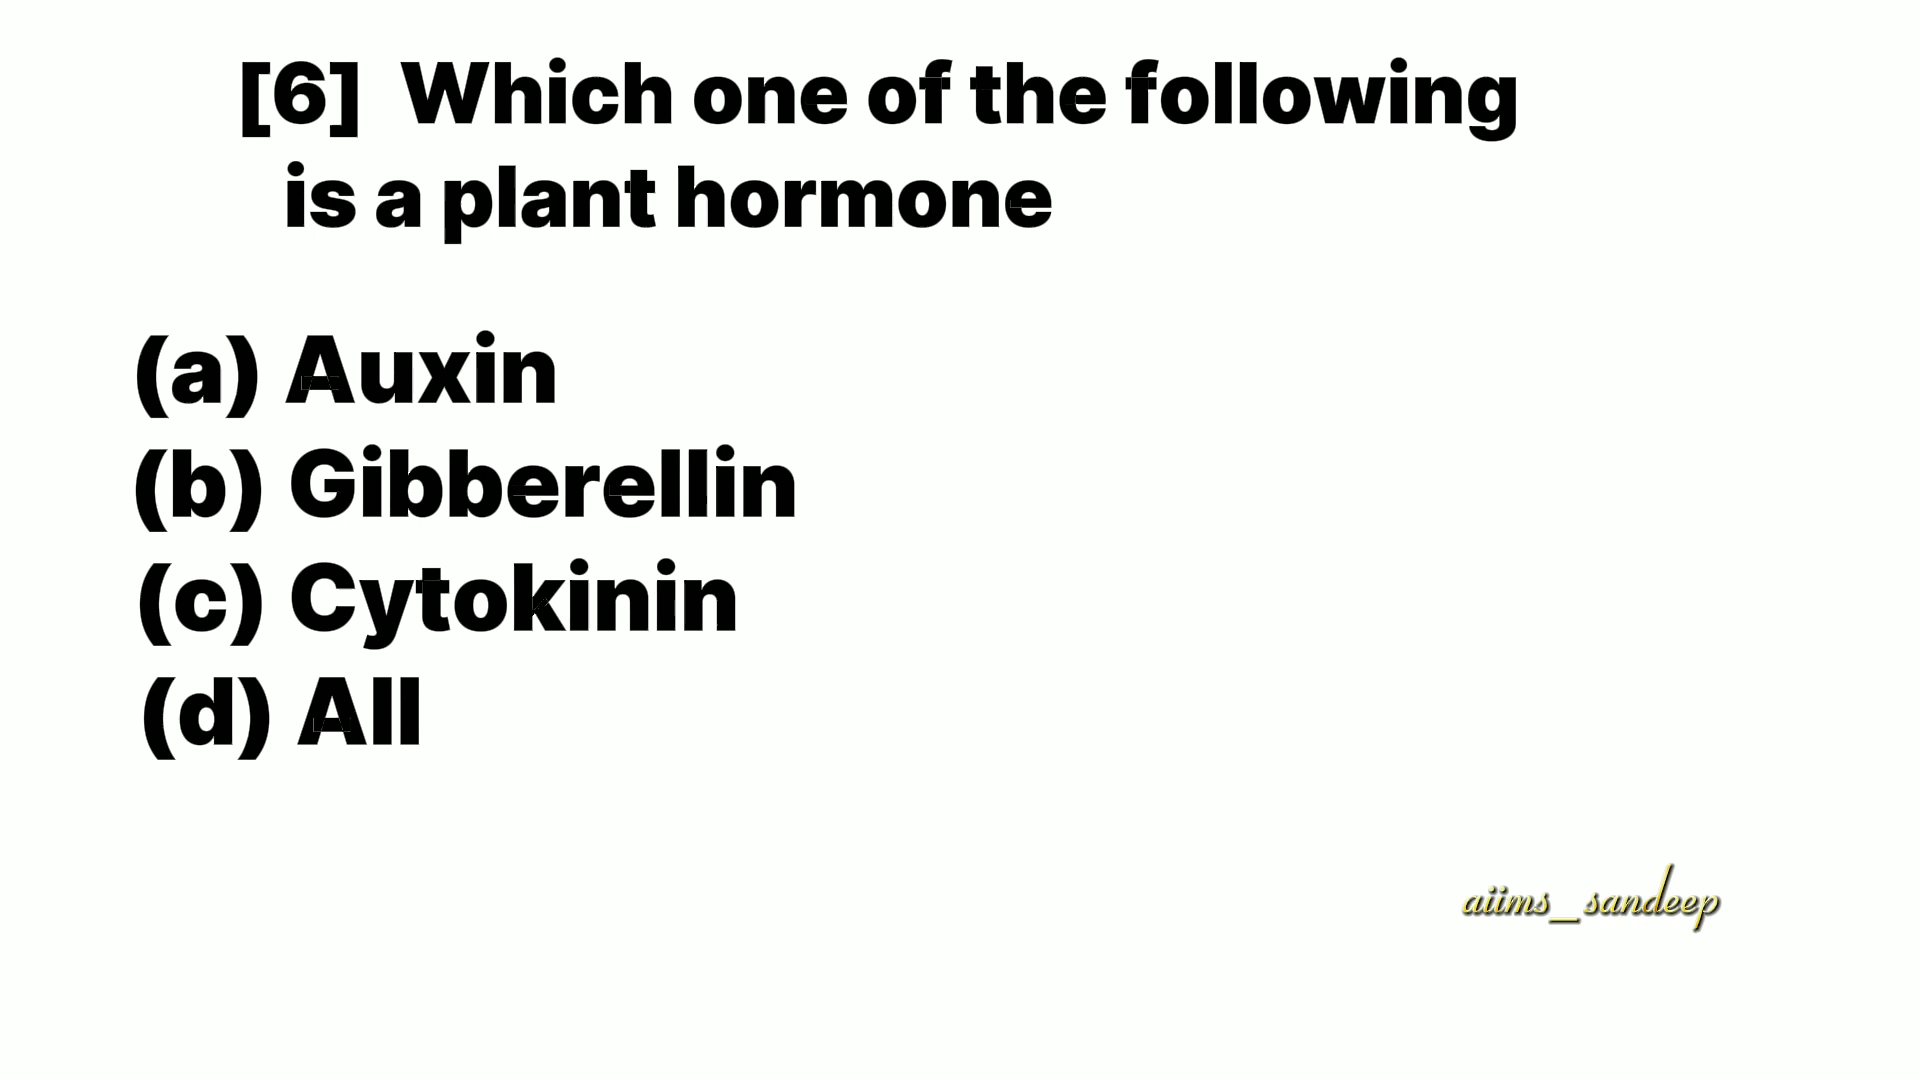 [6] Which one of the following
is a plant hormone
(a) Auxin
(b) Gibberellin
(c) Cytokinin
(d) All
aiims_sandeep